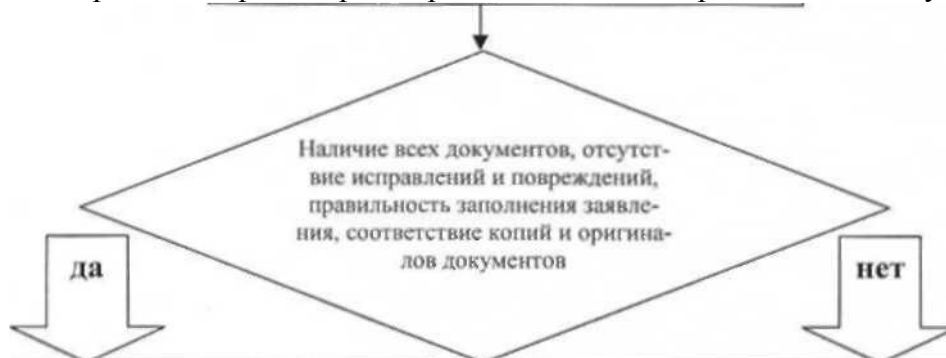 Наличие всех документов, отсутст-
вие исправлений и повреждений,
правильность заполнения заявле-
ния, соответствие копий и оригина-
лов документов
да
нет